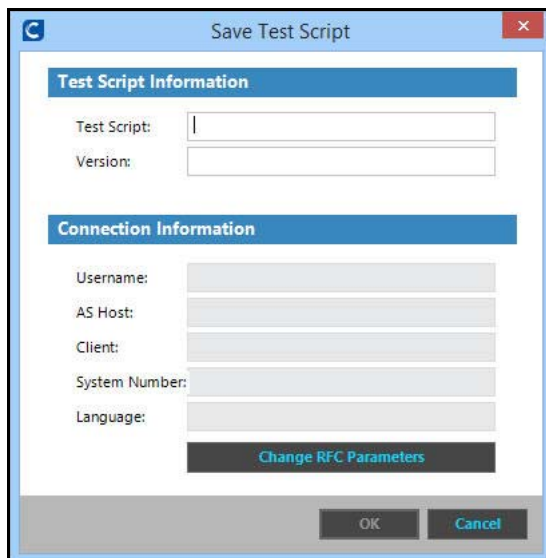 Save Test Script
Test Script Information
Test Script:
Version:
Connection Information
Username:
AS Host:
Client:
System Number:
Language:
Change RFC Parameters
OK Cancel